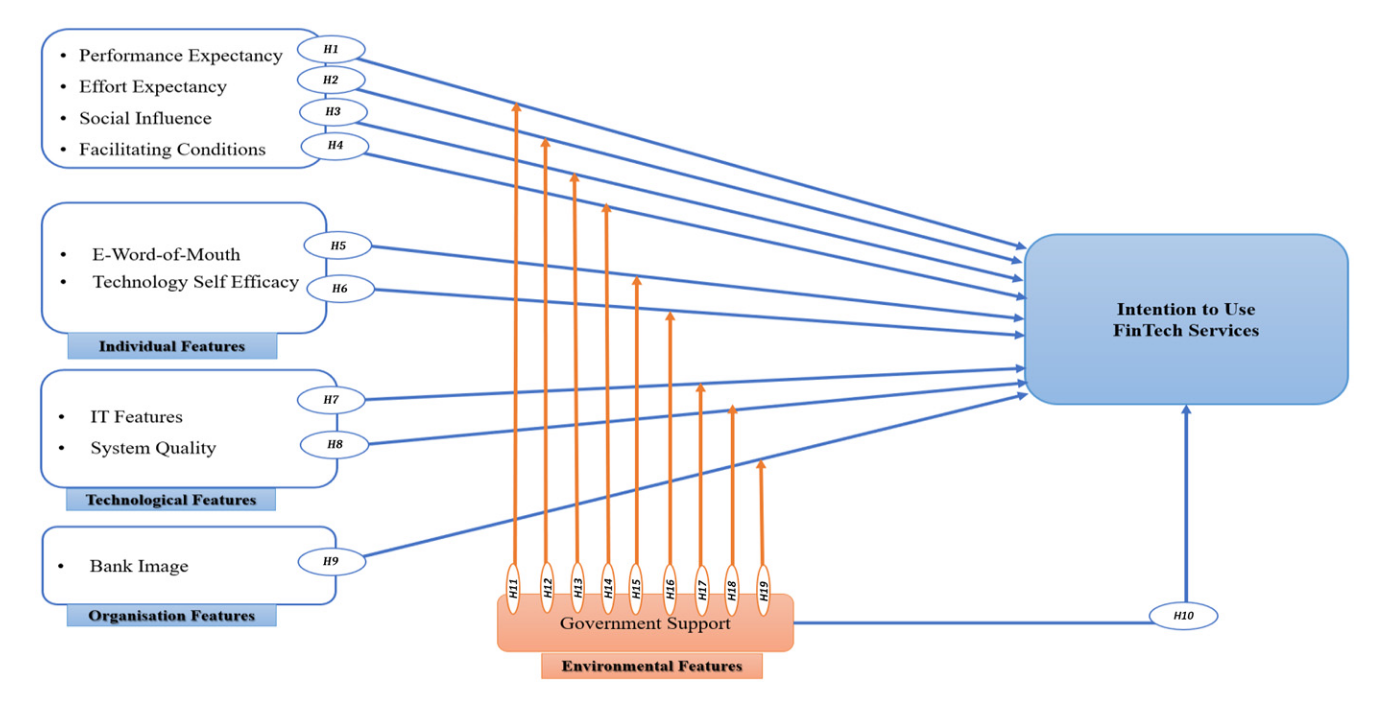 • Performance Expectancy
• Effort Expectancy
• Social Influence
• Facilitating Conditions
H1
H2
H3
H4
• E-Word-of-Mouth
• Technology Self Efficacy
H5
H6
Individual Features
• IT Features
• System Quality
H7
H8
Technological Features
• Bank Image
H9
Organisation Features
H11
H12
H13
H14
H15
H16
H17
H18
H19
Government Support
Environmental Features
H10
Intention to Use
FinTech Services